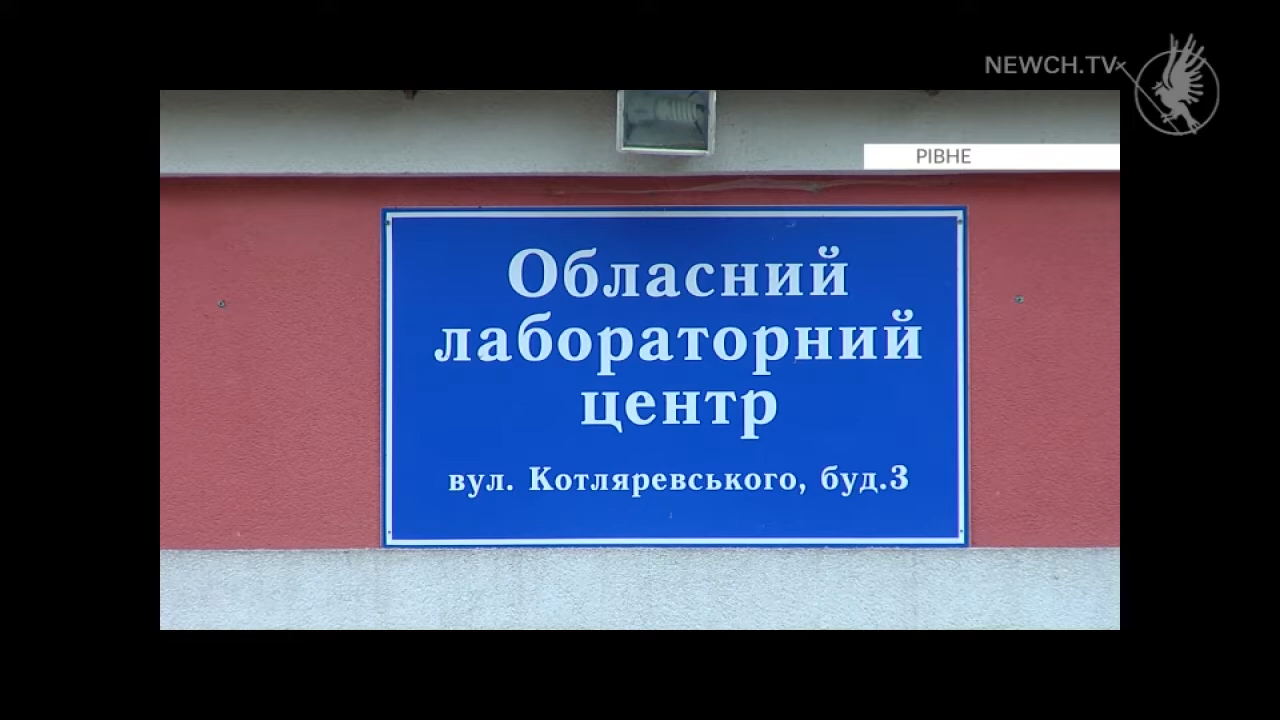 NEWCH.TV
РІВНЕ
Обласний
лабораторний
центр
вул. Котляревського, буд.3